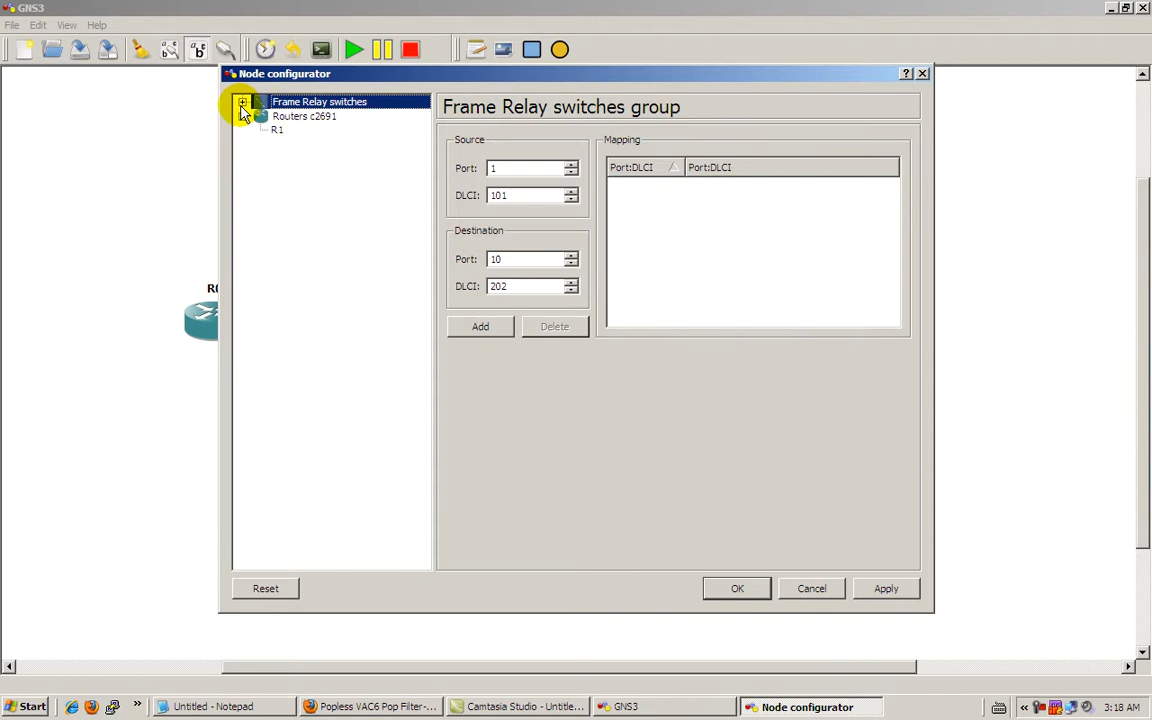 GNS3
File Edit View Help
Node configurator
Frame Relay switches
Routers c2691
R1
Frame Relay switches group
Source
Port: 1
DLCI: 101
Destination
Port: 10
DLCI: 202
Add Delete
Mapping
Port:DLCI Port:DLCI
Reset OK Cancel Apply
Start Untitled - Notepad Popless VAC6 Pop Filter-... Camtasia Studio - Untitle... GNS3 Node configurator 3:18 AM